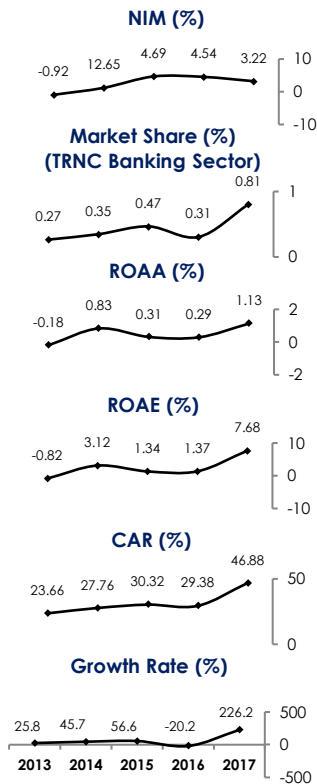 NIM (%)
-0.92 12.65 4.69 4.54 3.22
10
0
-10
Market Share (%)
(TRNC Banking Sector)
0.27 0.35 0.47 0.31 0.81
1
0
ROAA (%)
-0.18 0.83 0.31 0.29 1.13
2
0
-2
ROAE (%)
-0.82 3.12 1.34 1.37 7.68
10
0
-10
CAR (%)
23.66 27.76 30.32 29.38 46.88
50
0
Growth Rate (%)
25.8 45.7 56.6 -20.2 226.2
500
0
-500
2013 2014 2015 2016 2017